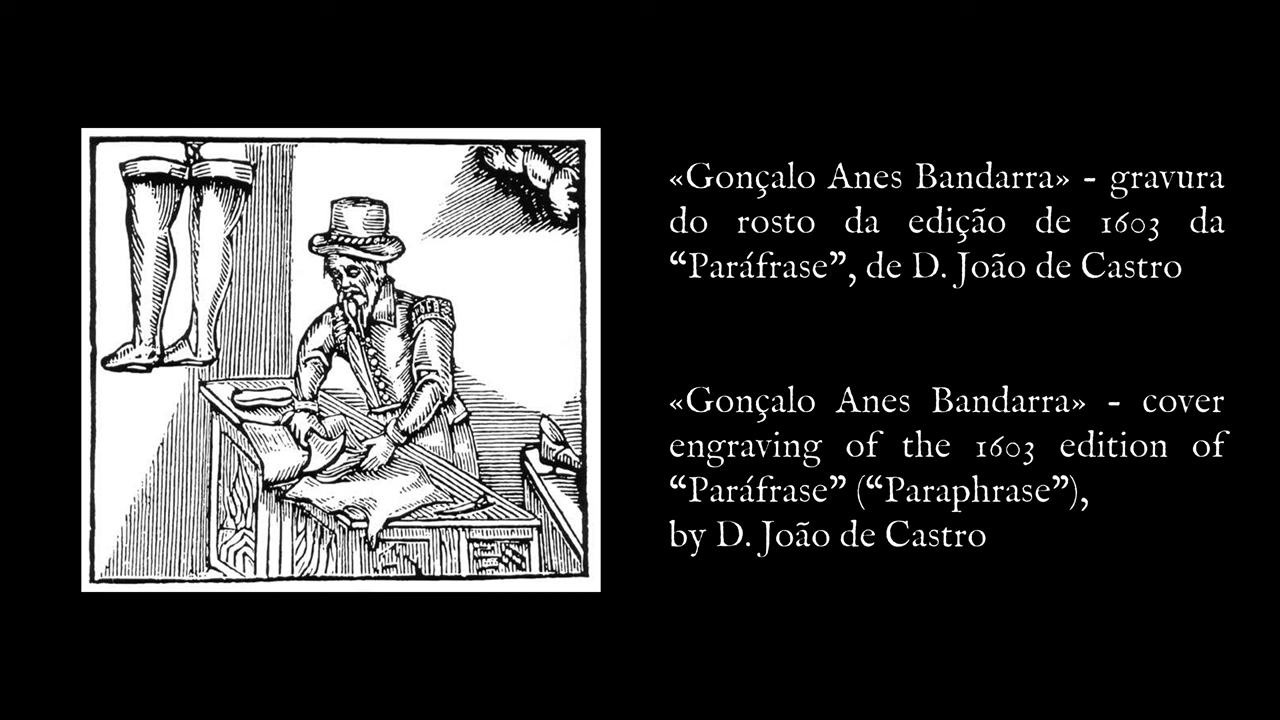 «Gonçalo Anes Bandarra» - gravura
do rosto da edição de 1603 da
“Paráfrase”, de D. João de Castro
«Gonçalo Anes Bandarra» - cover
engraving of the 1603 edition of
“Paráfrase” (“Paraphrase”),
by D. João de Castro